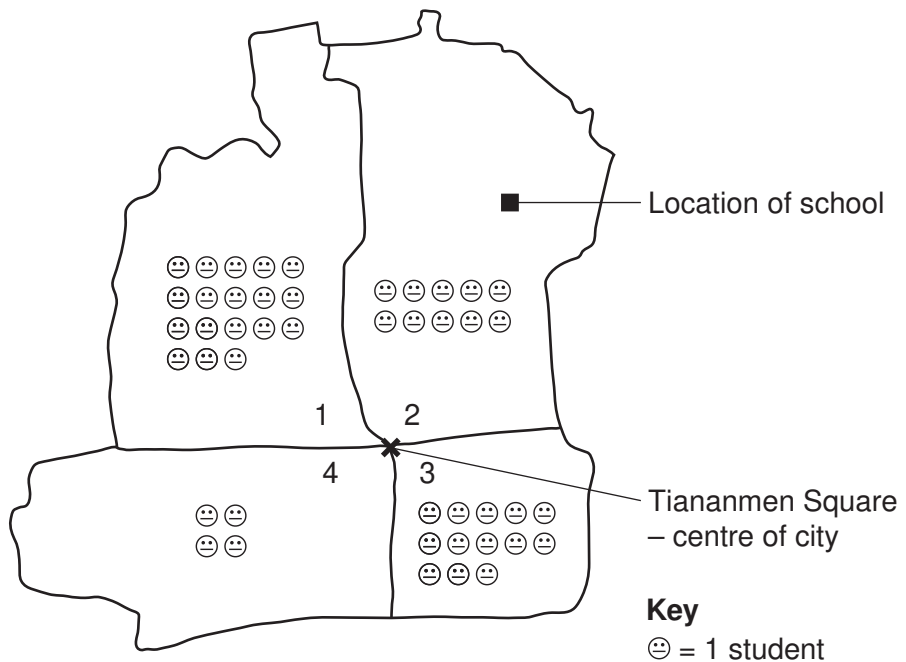 Location of school
1
2
4
3
Tiananmen Square
– centre of city
Key
= 1 student